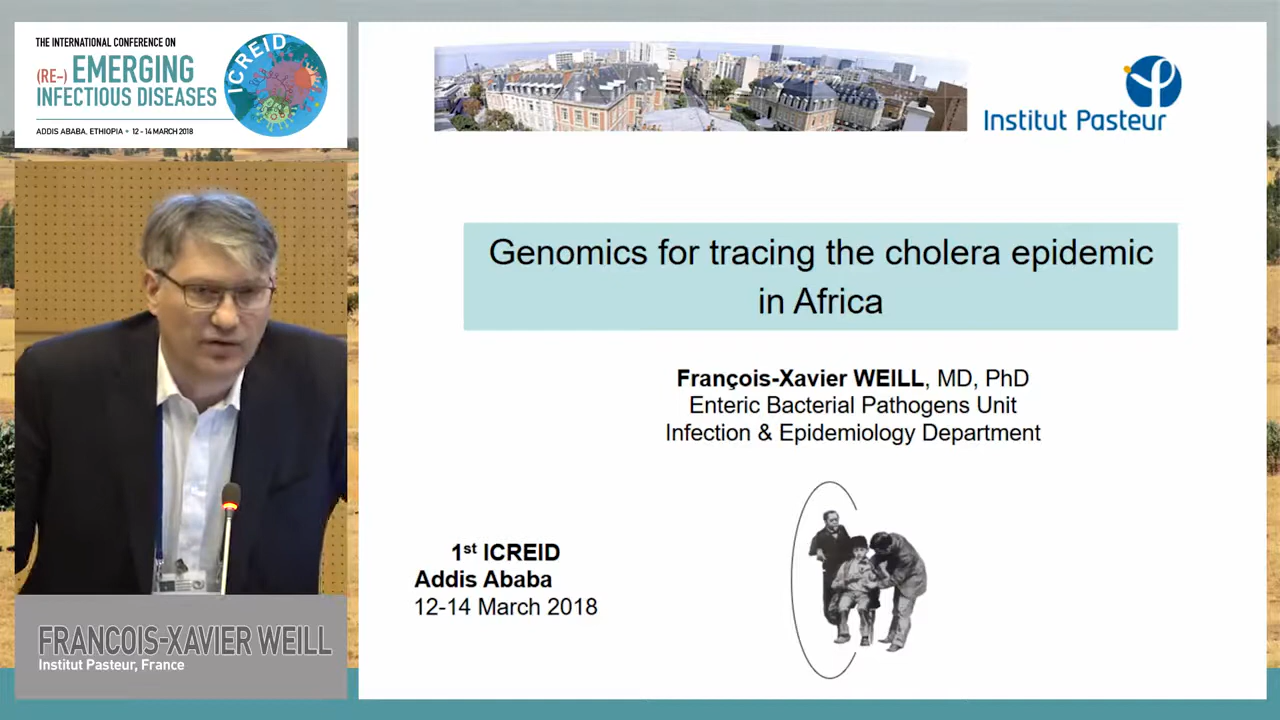 THE INTERNATIONAL CONFERENCE ON
(RE-) EMERGING
INFECTIOUS DISEASES
ADDIS ABABA, ETHIOPIA • 12 - 14 MARCH 2018
ICREID
Institut Pasteur
Genomics for tracing the cholera epidemic
in Africa
François-Xavier WEILL, MD, PhD
Enteric Bacterial Pathogens Unit
Infection & Epidemiology Department
1st ICREID
Addis Ababa
12-14 March 2018
FRANCOIS-XAVIER WEILL
Institut Pasteur, France